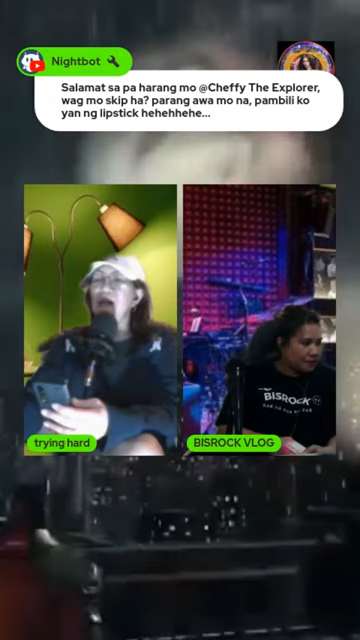 Nightbot
Salamat sa pa harang mo @Cheffy The Explorer,
wag mo skip ha? parang awa mo na, pambili ko
yan ng lipstick hehehhehe...
BISROCK
trying hard
BISROCK VLOG